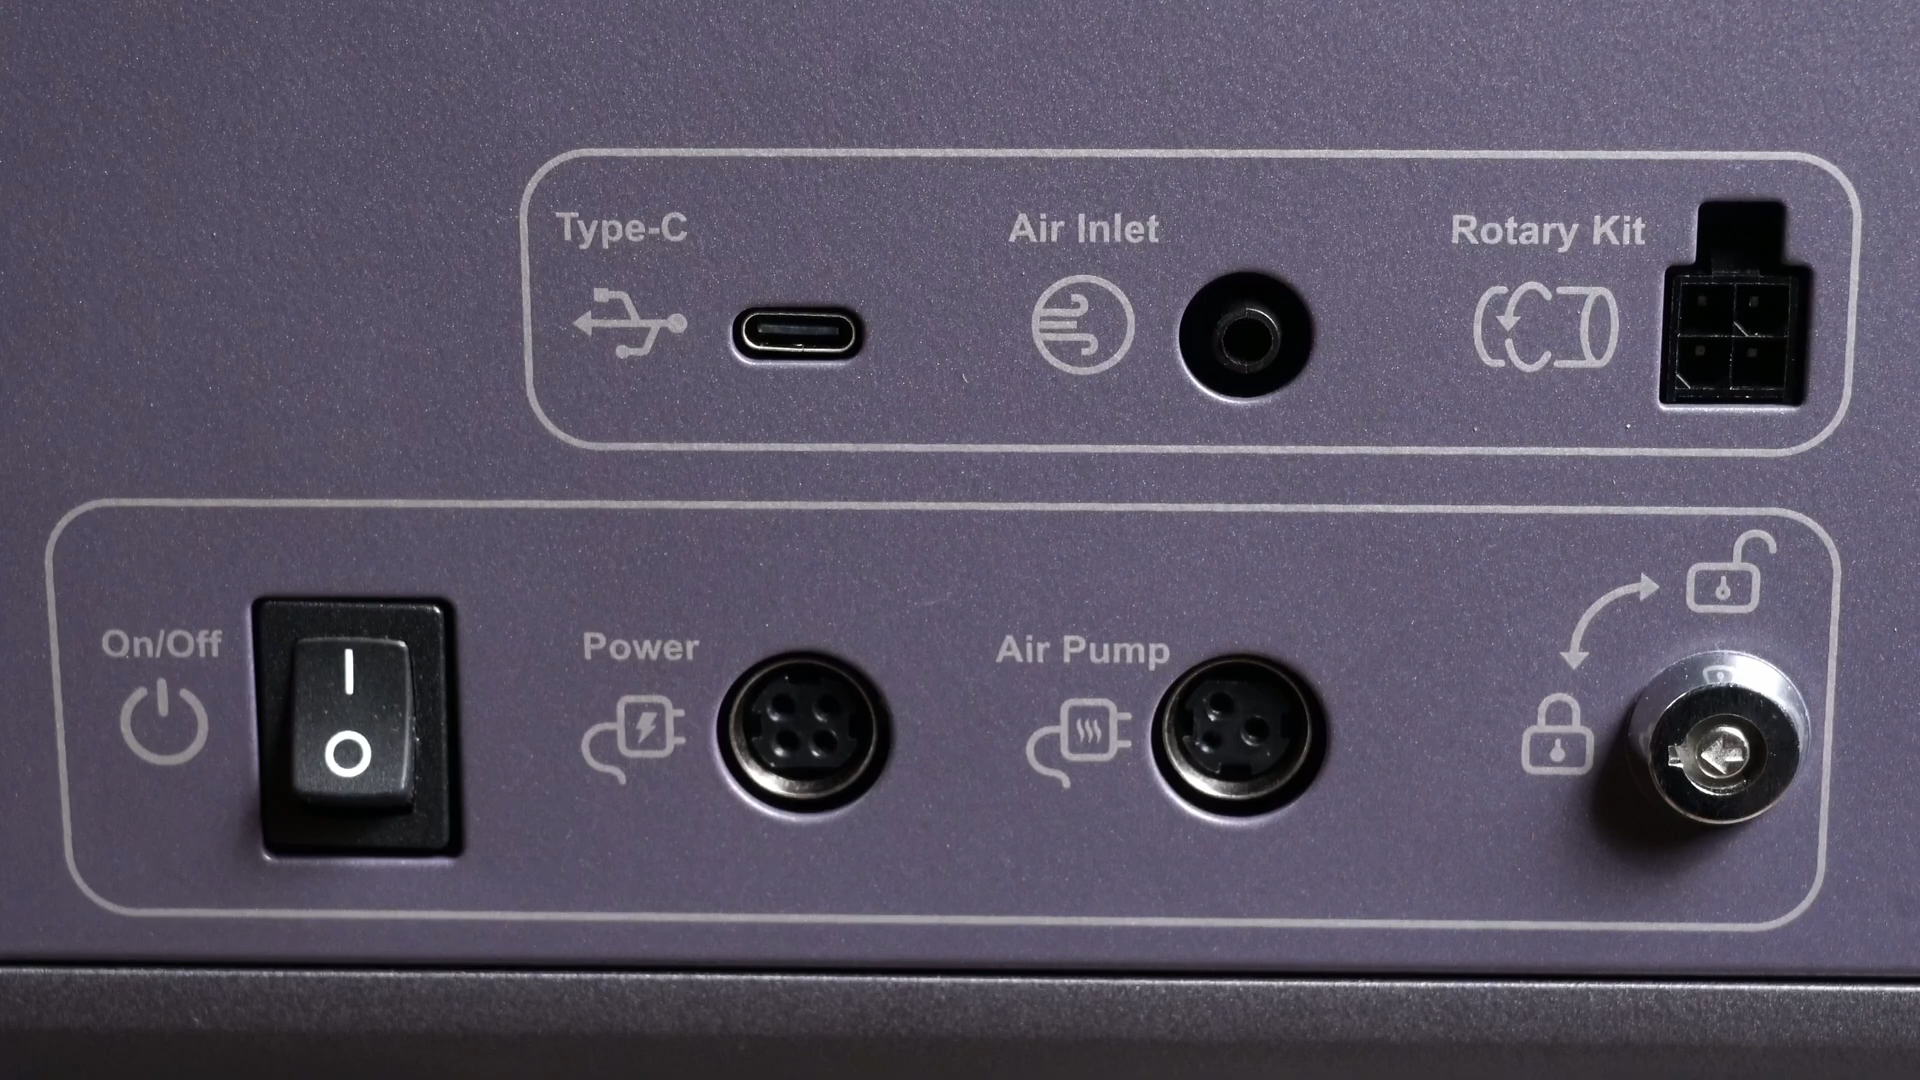 Type-C
Air Inlet
Rotary Kit
On/Off
Power
Air Pump